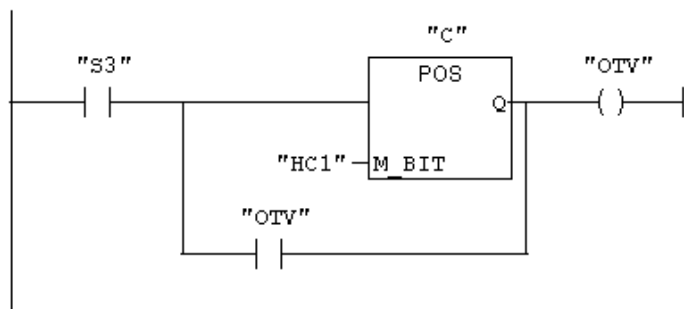 "C"
"S3"
POS
"OTV"
Q
"HC1"
M_BIT
"OTV"